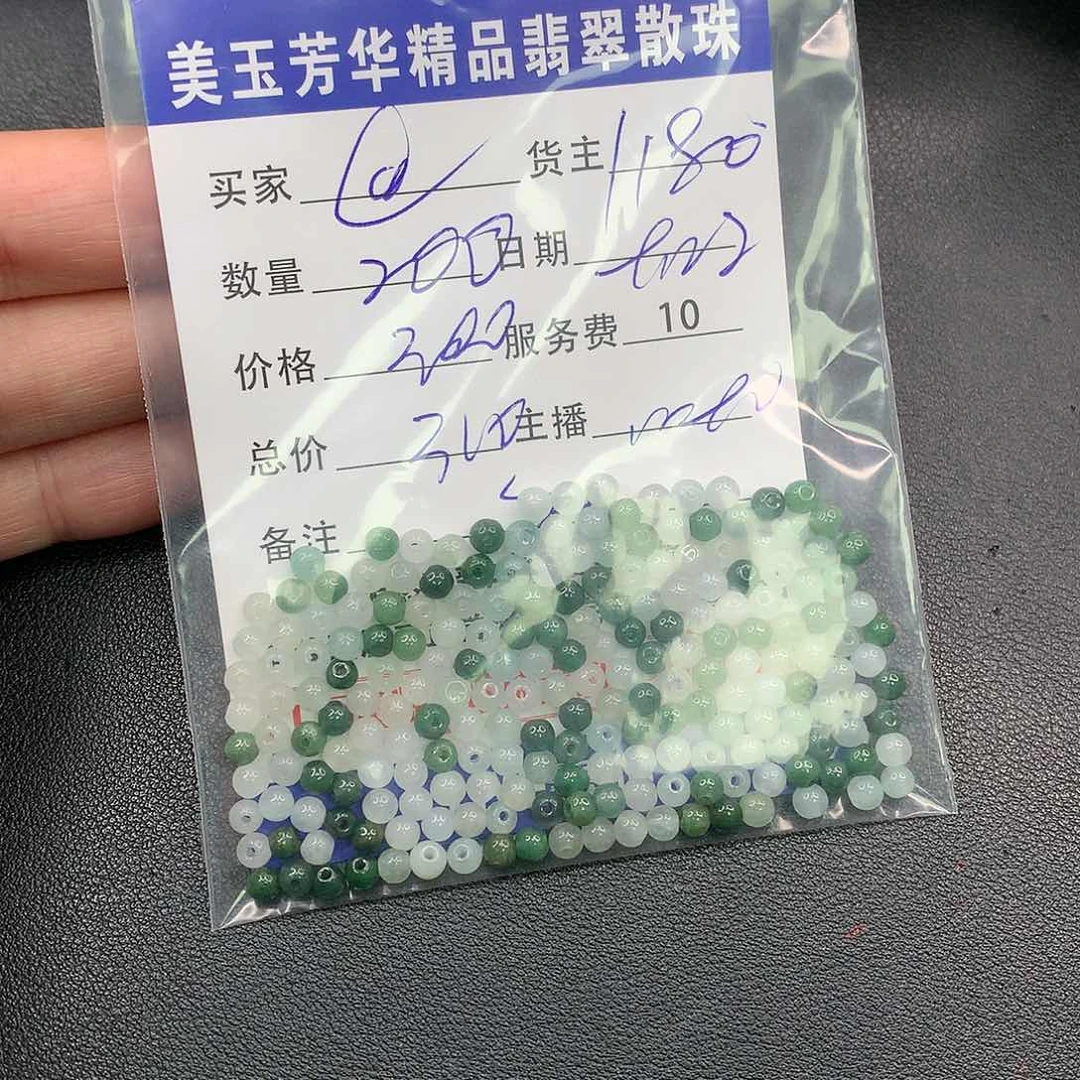 美玉芳华精品翡翠散珠
买家 @ 货主 1180
数量 200 日期
价格 200 服务费 10
总价 主播
备注